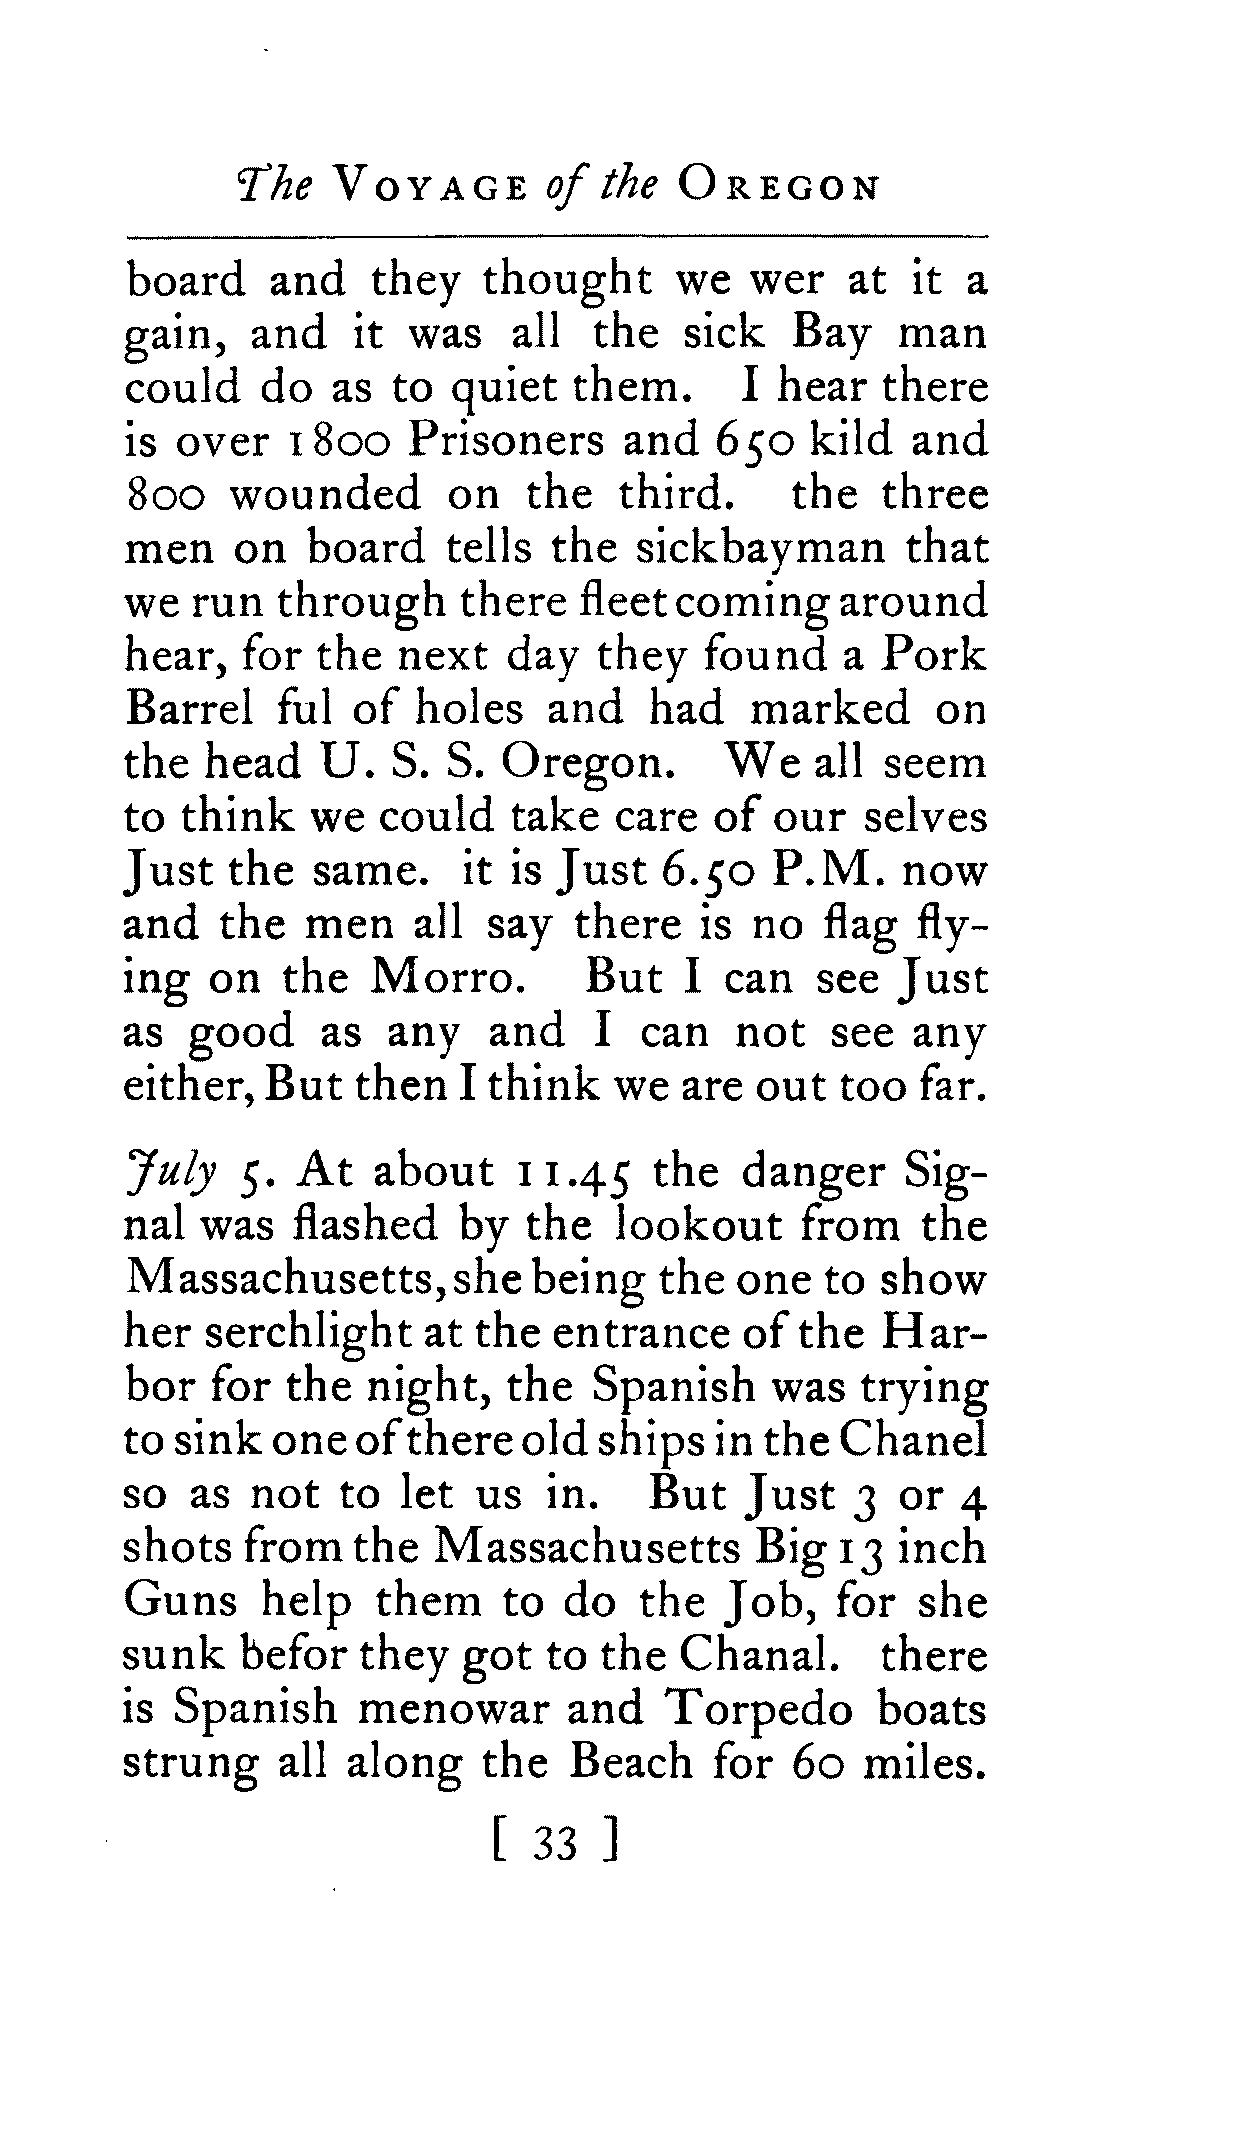 The VOYAGE of the OREGON
board and they thought we wer at it a
gain, and it was all the sick Bay man
could do as to quiet them. I hear there
is over 1800 Prisoners and 650 kild and
800 wounded on the third. the three
men on board tells the sickbayman that
we run through there fleet coming around
hear, for the next day they found a Pork
Barrel ful of holes and had marked on
the head U. S. S. Oregon. We all seem
to think we could take care of our selves
Just the same. it is Just 6.50 P.M. now
and the men all say there is no flag fly-
ing on the Morro. But I can see Just
as good as any and I can not see any
either, But then I think we are out too far.
July 5. At about 11.45 the danger Sig-
nal was flashed by the lookout from the
Massachusetts, she being the one to show
her serchlight at the entrance of the Har-
bor for the night, the Spanish was trying
to sink one of there old ships in the Chanel
so as not to let us in. But Just 3 or 4
shots from the Massachusetts Big 13 inch
Guns help them to do the Job, for she
sunk befor they got to the Chanal. there
is Spanish menowar and Torpedo boats
strung all along the Beach for 60 miles.
[ 33 ]